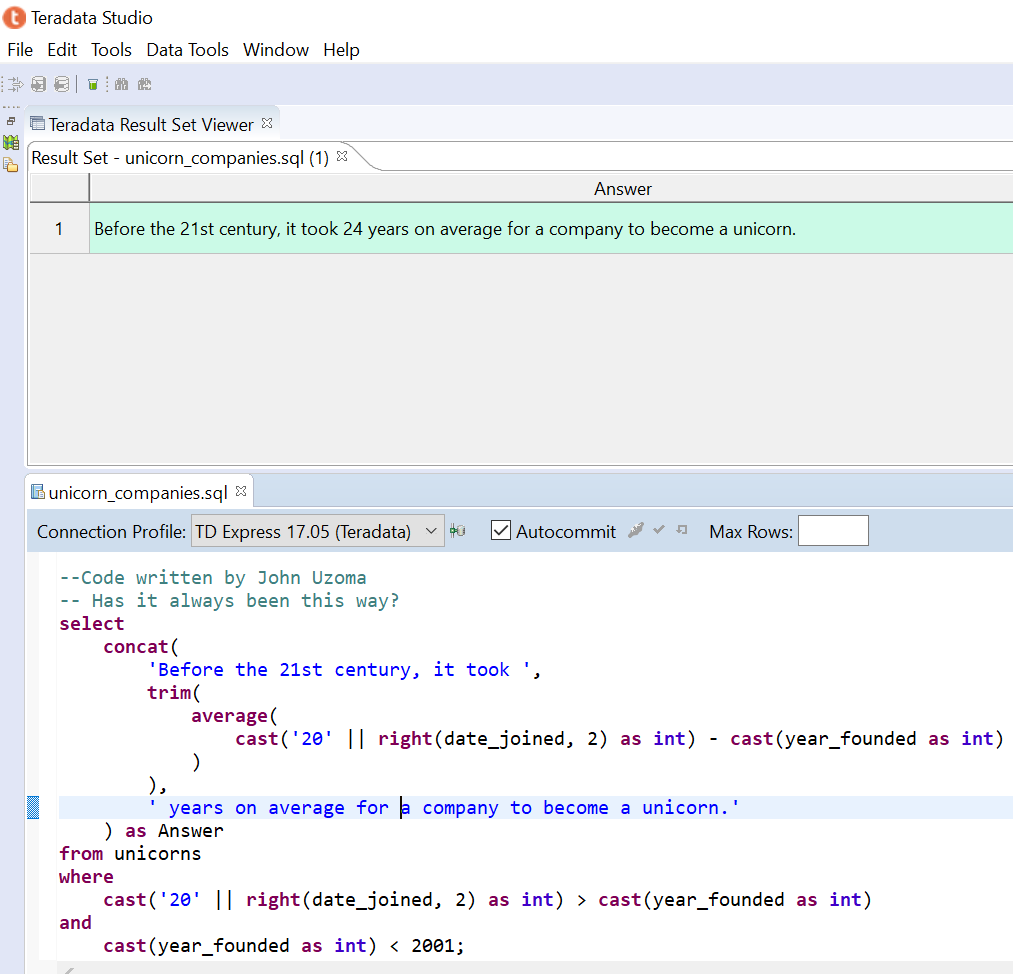 Teradata Studio
File Edit Tools Data Tools Window Help
Teradata Result Set Viewer
Result Set - unicorn_companies.sql (1)
Answer
1 Before the 21st century, it took 24 years on average for a company to become a unicorn.
unicorn_companies.sql
Connection Profile: TD Express 17.05 (Teradata) Autocommit Max Rows:
--Code written by John Uzoma
-- Has it always been this way?
select
    concat(
        'Before the 21st century, it took ',
        trim(
            average(
                cast('20' || right(date_joined, 2) as int) - cast(year_founded as int)
            )
        ),
        ' years on average for a company to become a unicorn.'
    ) as Answer
from unicorns
where
    cast('20' || right(date_joined, 2) as int) > cast(year_founded as int)
and
    cast(year_founded as int) < 2001;